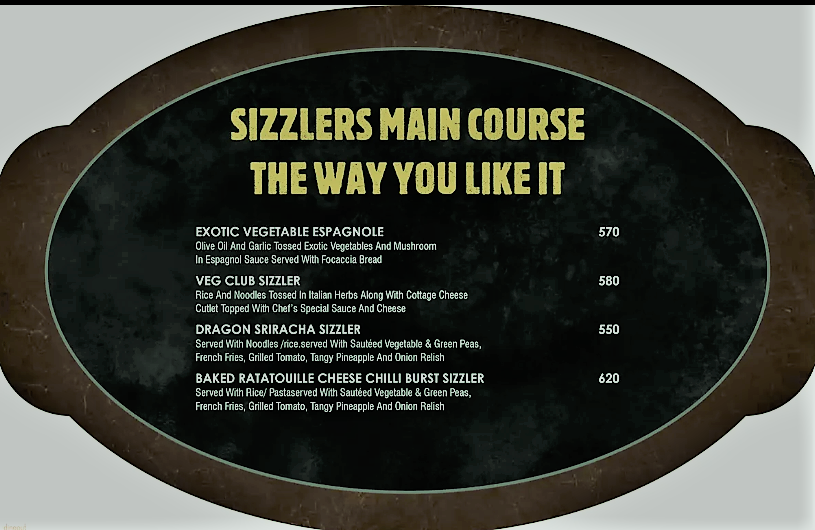 SIZZLERS MAIN COURSE
THE WAY YOU LIKE IT
EXOTIC VEGETABLE ESPAGNOLE 570
Olive Oil And Garlic Tossed Exotic Vegetables And Mushroom
In Espagnol Sauce Served With Focaccia Bread
VEG CLUB SIZZLER 580
Rice And Noodles Tossed In Italian Herbs Along With Cottage Cheese
Cutlet Topped With Chef's Special Sauce And Cheese
DRAGON SRIRACHA SIZZLER 550
Served With Noodles /rice.served With Sautéed Vegetable & Green Peas,
French Fries, Grilled Tomato, Tangy Pineapple And Onion Relish
BAKED RATATOUILLE CHEESE CHILLI BURST SIZZLER 620
Served With Rice/ Pastaserved With Sautéed Vegetable & Green Peas,
French Fries, Grilled Tomato, Tangy Pineapple And Onion Relish